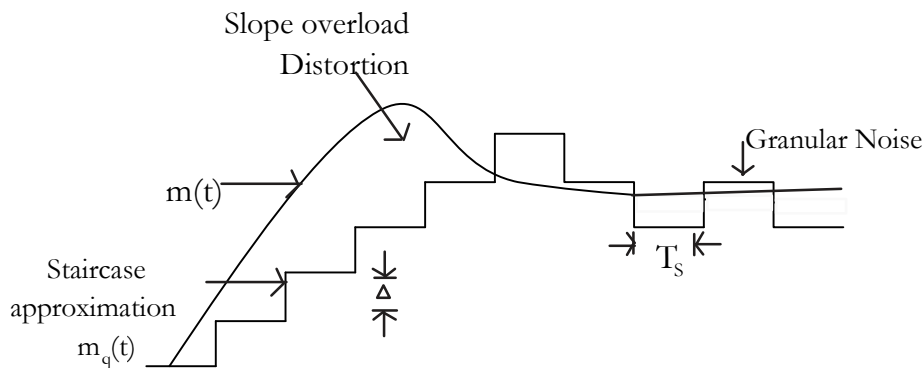 Slope overload
Distortion
Granular Noise
m(t)
T_s
Staircase
approximation
m_q(t)
Δ